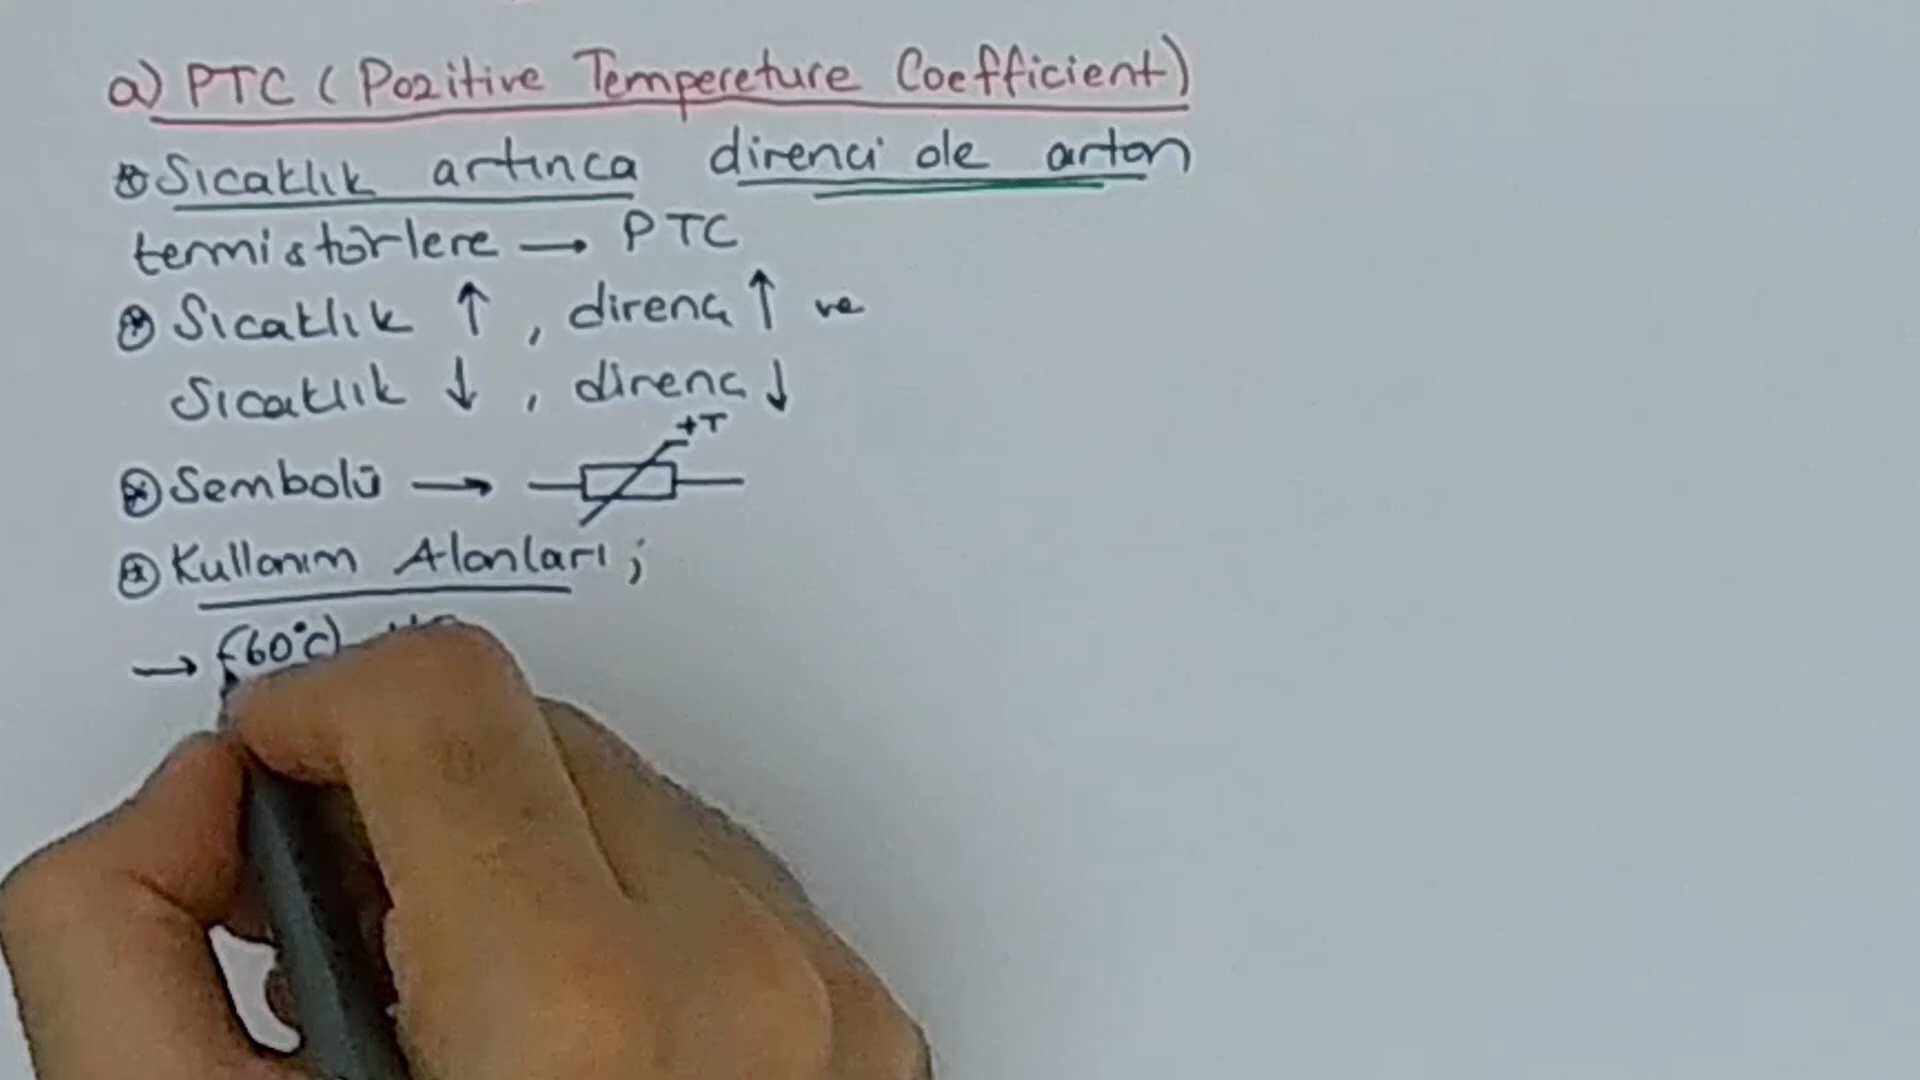 a) PTC (Pozitive Tempereture Coefficient)
Sıcaklık artınca direnci de artan
termistörlere → PTC
Sıcaklık ↑, direnç ↑ ve
Sıcaklık ↓, direnç ↓
+T
Sembolü →
Kullanım Alanları;
→ (60°C)